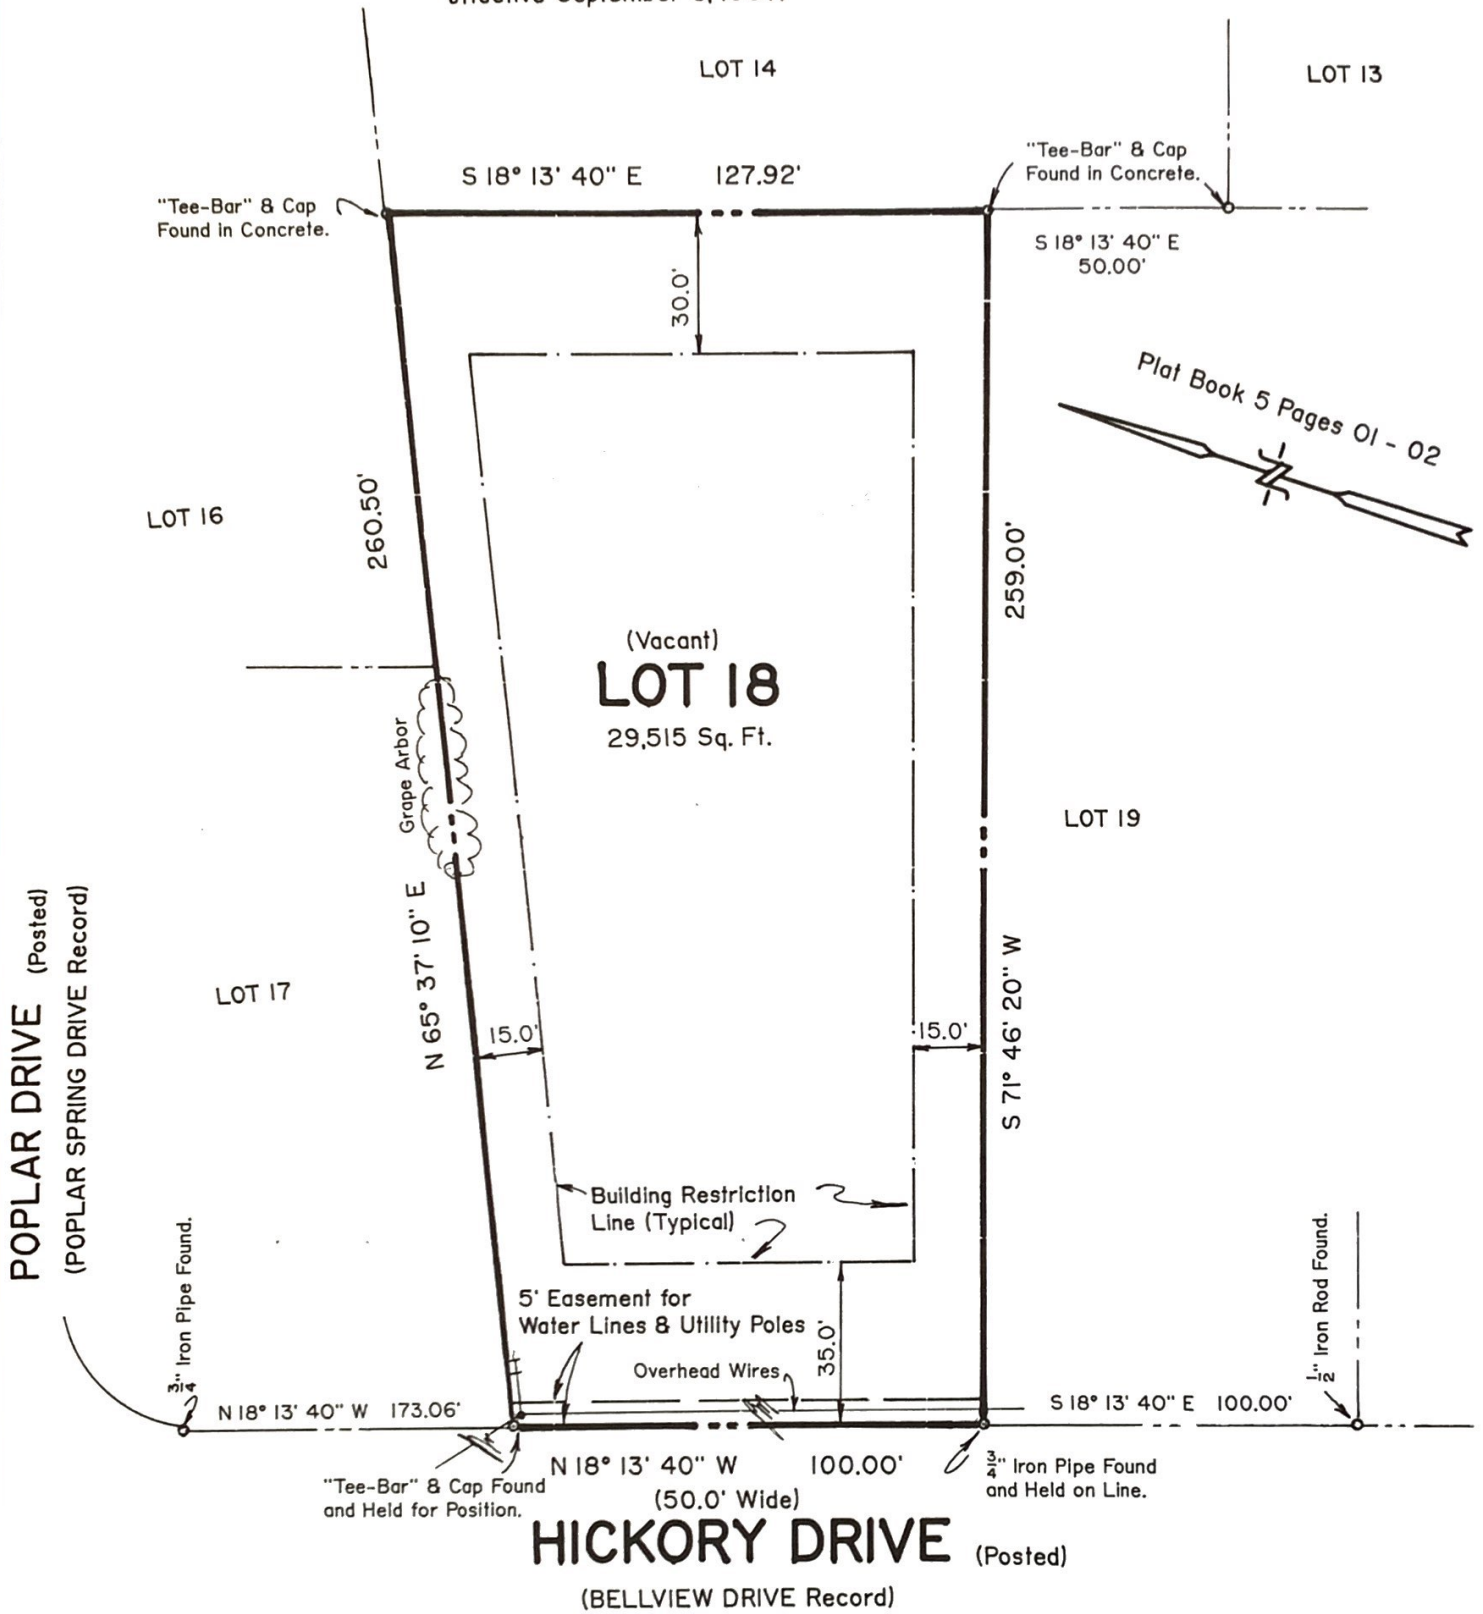 LOT 14
LOT 13
S 18° 13' 40" E 127.92'
"Tee-Bar" & Cap
Found in Concrete.
"Tee-Bar" & Cap
Found in Concrete.
S 18° 13' 40" E
50.00'
30.0'
Plat Book 5 Pages 01 - 02
LOT 16
260.50'
259.00'
(Vacant)
LOT 18
29,515 Sq. Ft.
Grape Arbor
LOT 19
N 65° 37' 10" E
S 71° 46' 20" W
LOT 17
15.0'
15.0'
POPLAR DRIVE (Posted)
(POPLAR SPRING DRIVE Record)
Building Restriction
Line (Typical)
3/4" Iron Pipe Found.
1/2" Iron Rod Found.
5' Easement for
Water Lines & Utility Poles
35.0'
Overhead Wires
N 18° 13' 40" W 173.06'
S 18° 13' 40" E 100.00'
N 18° 13' 40" W 100.00'
"Tee-Bar" & Cap Found
and Held for Position.
3/4" Iron Pipe Found
and Held on Line.
(50.0' Wide)
HICKORY DRIVE (Posted)
(BELLVIEW DRIVE Record)